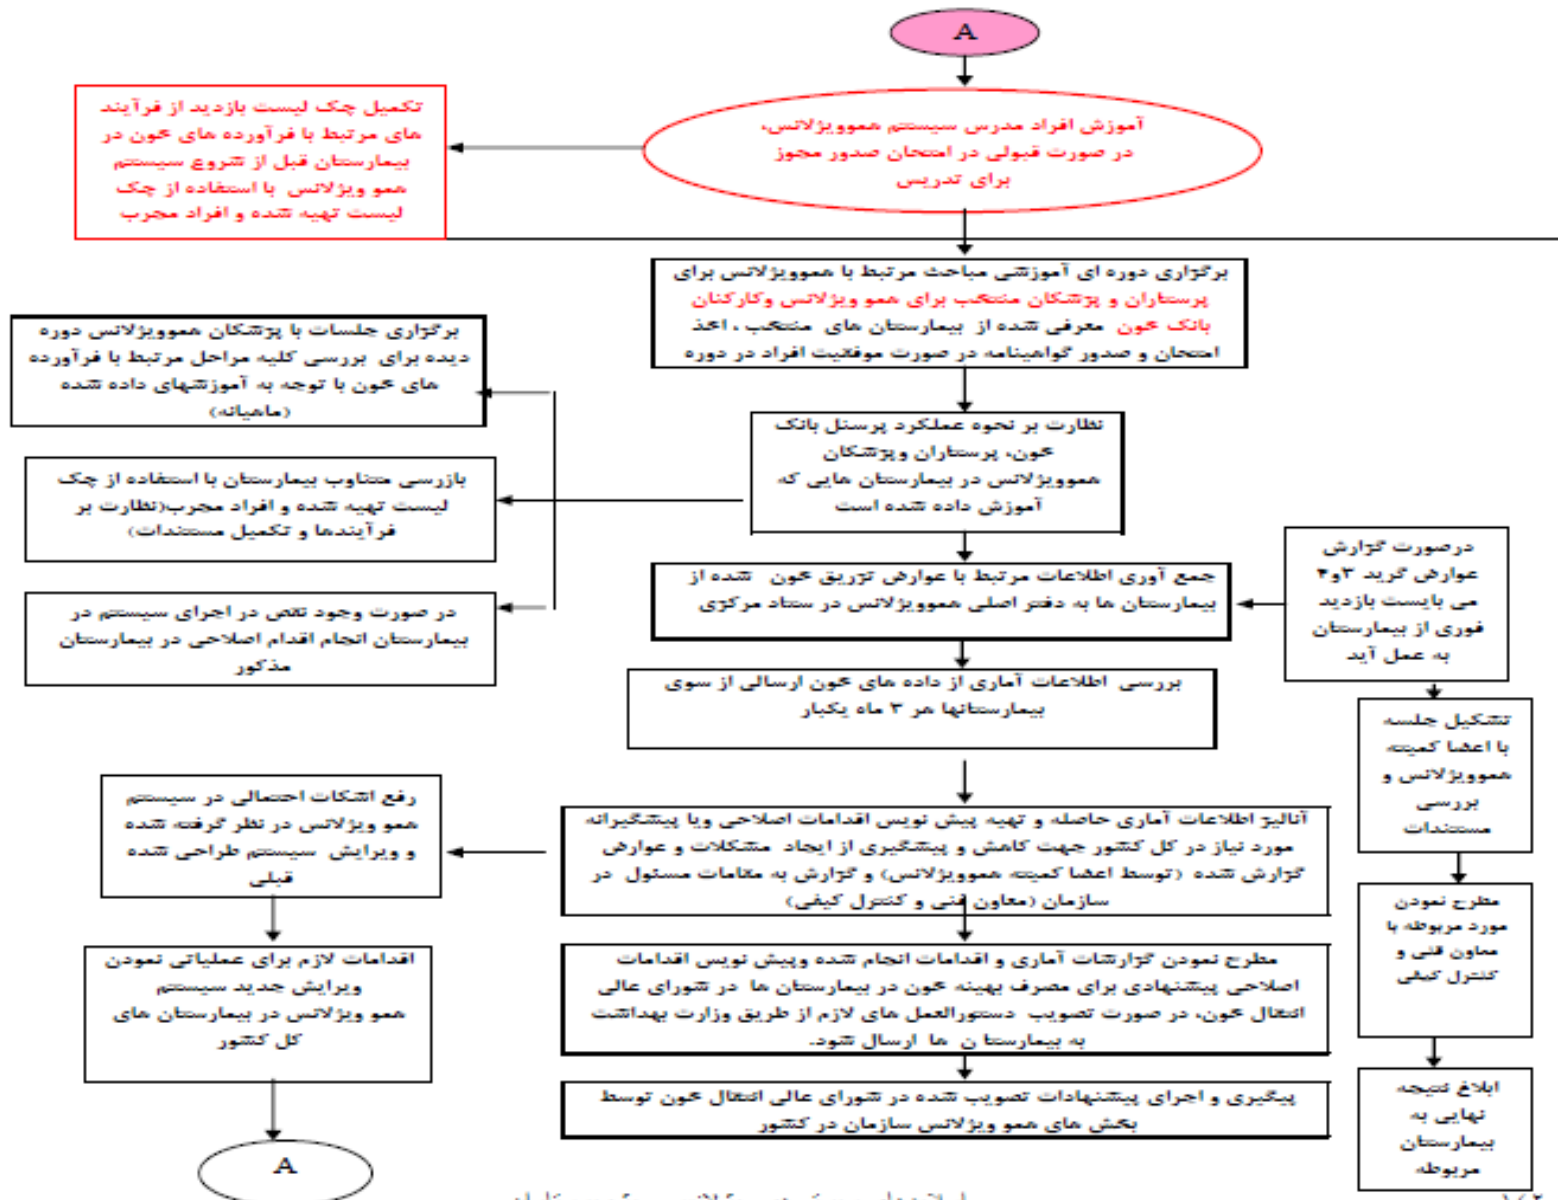 A
آموزش افراد مدرس سیستم هموویژلانس،
در صورت قبولی در امتحان صدور مجوز
برای تدریس
تکمیل چک لیست بازدید از فرآیند
های مرتبط با فرآورده های خون در
بیمارستان قبل از شروع سیستم
همو ویژلانس با استفاده از چک
لیست تهیه شده و افراد مجرب
برگزاری دوره ای آموزشی مباحث مرتبط با هموویژلانس برای
پرستاران و پزشکان منتخب برای همو ویژلانس وکارکنان
بانک خون معرفی شده از بیمارستان های منتخب ، اخذ
امتحان و صدور گواهینامه در صورت موفقیت افراد در دوره
برگزاری جلسات با پزشکان هموویژلانس دوره
دیده برای بررسی کلیه مراحل مرتبط با فرآورده
های خون با توجه به آموزشهای داده شده
(ماهیانه)
نظارت بر نحوه عملکرد پرسنل بانک
خون، پرستاران وپزشکان
هموویژلانس در بیمارستان هایی که
آموزش داده شده است
بازرسی متناوب بیمارستان با استفاده از چک
لیست تهیه شده و افراد مجرب(نظارت بر
فرآیندها و تکمیل مستندات)
در صورت وجود نقص در اجرای سیستم در
بیمارستان انجام اقدام اصلاحی در بیمارستان
مذکور
درصورت گزارش
عوارض گرید ۳و۴
می بایست بازدید
فوری از بیمارستان
به عمل آید
جمع آوری اطلاعات مرتبط با عوارض تزریق خون شده از
بیمارستان ها به دفتر اصلی هموویژلانس در ستاد مرکزی
بررسی اطلاعات آماری از داده های خون ارسالی از سوی
بیمارستانها هر ۳ ماه یکبار
تشکیل جلسه
با اعضا کمیته
هموویژلانس و
بررسی
مستندات
رفع اشکات احتمالی در سیستم
همو ویژلانس در نظر گرفته شده
و ویرایش سیستم طراحی شده
قبلی
آنالیز اطلاعات آماری حاصله و تهیه پیش نویس اقدامات اصلاحی ویا پیشگیرانه
مورد نیاز در کل کشور جهت کاهش و پیشگیری از ایجاد مشکلات و عوارض
گزارش شده (توسط اعضا کمیته هموویژلانس) و گزارش به مقامات مسئول در
سازمان (معاون فنی و کنترل کیفی)
مطرح نمودن
مورد مربوطه با
معاون فنی و
کنترل کیفی
اقدامات لازم برای عملیاتی نمودن
ویرایش جدید سیستم
همو ویژلانس در بیمارستان های
کل کشور
مطرح نمودن گزارشات آماری و اقدامات انجام شده وپیش نویس اقدامات
اصلاحی پیشنهادی برای مصرف بهینه خون در بیمارستان ها در شورای عالی
انتقال خون، در صورت تصویب دستورالعمل های لازم از طریق وزارت بهداشت
به بیمارستا ن ها ارسال شود.
ابلاغ نتیجه
نهایی به
بیمارستان
مربوطه
پیگیری و اجرای پیشنهادات تصویب شده در شورای عالی انتقال خون توسط
بخش های همو ویژلانس سازمان در کشور
A